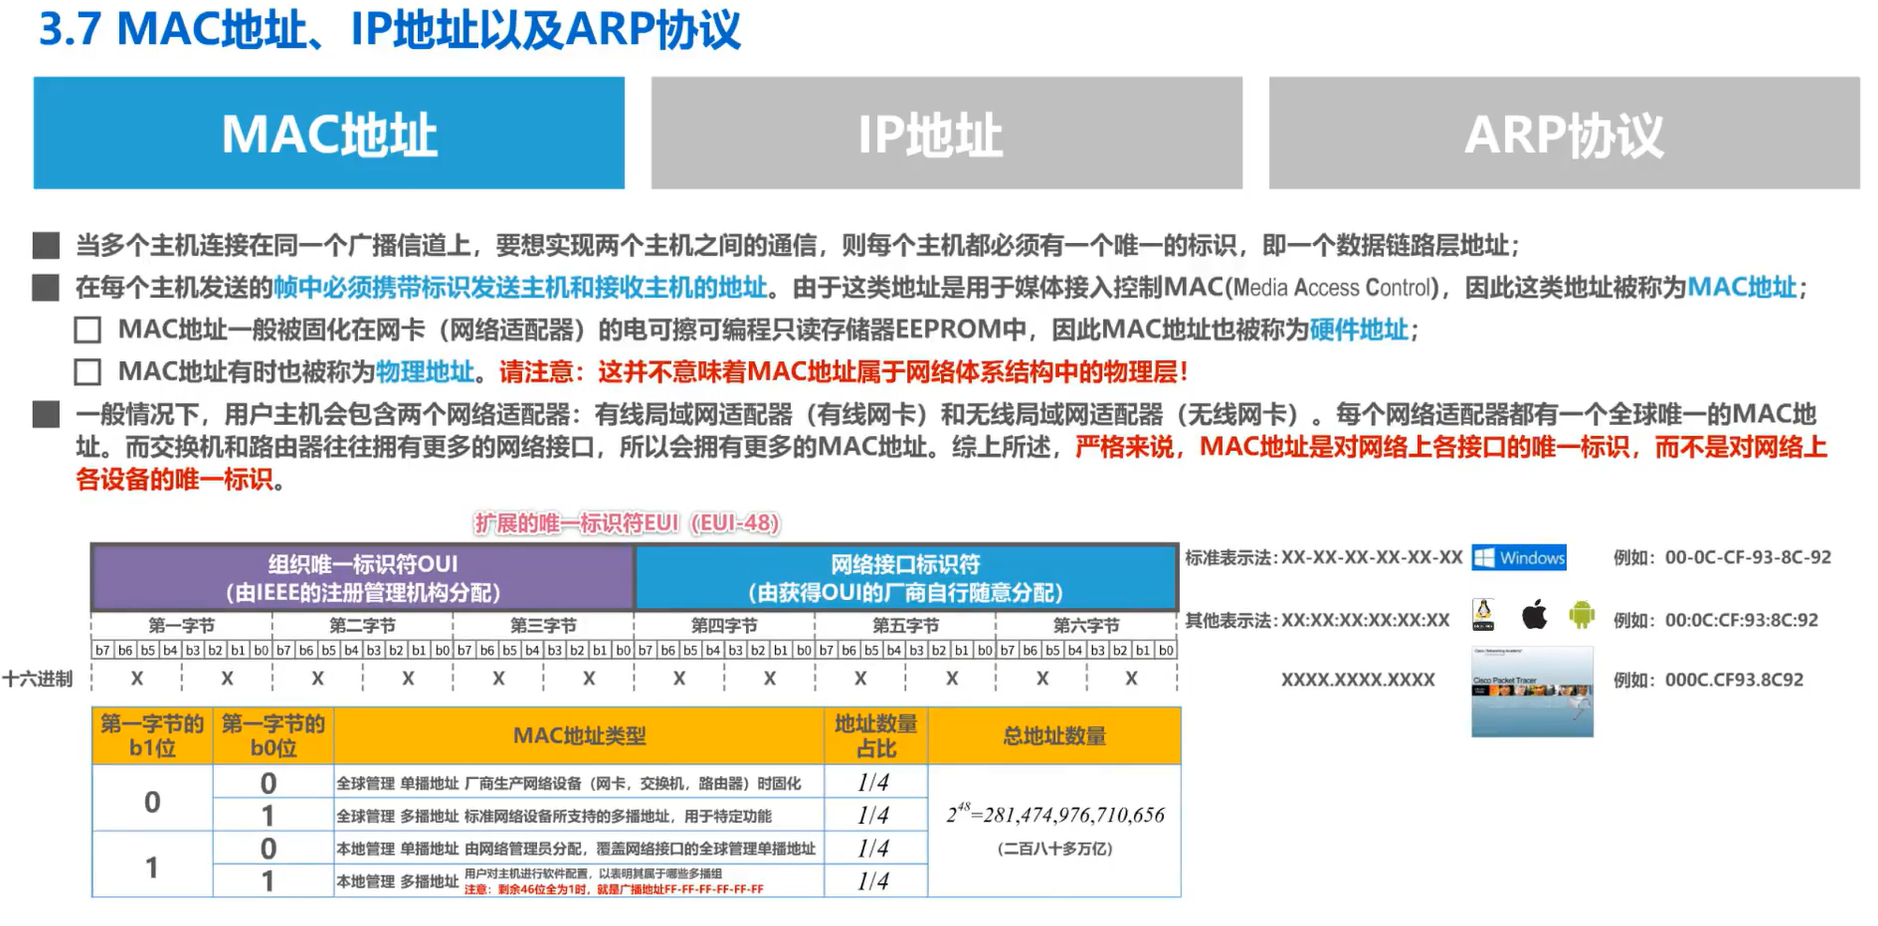 3.7 MAC地址、IP地址以及ARP协议
MAC地址
IP地址
ARP协议
当多个主机连接在同一个广播信道上，要想实现两个主机之间的通信，则每个主机都必须有一个唯一的标识，即一个数据链路层地址；
在每个主机发送的帧中必须携带标识发送主机和接收主机的地址。由于这类地址是用于媒体接入控制MAC(Media Access Control)，因此这类地址被称为MAC地址；
MAC地址一般被固化在网卡（网络适配器）的电可擦可编程只读存储器EEPROM中，因此MAC地址也被称为硬件地址；
MAC地址有时也被称为物理地址。请注意：这并不意味着MAC地址属于网络体系结构中的物理层！
一般情况下，用户主机会包含两个网络适配器：有线局域网适配器（有线网卡）和无线局域网适配器（无线网卡）。每个网络适配器都有一个全球唯一的MAC地
址。而交换机和路由器往往拥有更多的网络接口，所以会拥有更多的MAC地址。综上所述，严格来说，MAC地址是对网络上各接口的唯一标识，而不是对网络上
各设备的唯一标识。
扩展的唯一标识符EUI（EUI-48）
组织唯一标识符OUI
（由IEEE的注册管理机构分配）
网络接口标识符
（由获得OUI的厂商自行随意分配）
第一字节 第二字节 第三字节 第四字节 第五字节 第六字节
b7 b6 b5 b4 b3 b2 b1 b0 b7 b6 b5 b4 b3 b2 b1 b0 b7 b6 b5 b4 b3 b2 b1 b0 b7 b6 b5 b4 b3 b2 b1 b0 b7 b6 b5 b4 b3 b2 b1 b0 b7 b6 b5 b4 b3 b2 b1 b0
十六进制 X X X X X X X X X X X X
标准表示法：XX-XX-XX-XX-XX-XX Windows 例如：00-0C-CF-93-8C-92
其他表示法：XX:XX:XX:XX:XX:XX 例如：00:0C:CF:93:8C:92
XXXX.XXXX.XXXX Cisco Packet Tracer 例如：000C.CF93.8C92
第一字节的
b1位
第一字节的
b0位
MAC地址类型
地址数量
占比
总地址数量
0
0 全球管理 单播地址 厂商生产网络设备（网卡，交换机，路由器）时固化 1/4
1 全球管理 多播地址 标准网络设备所支持的多播地址，用于特定功能 1/4
1
0 本地管理 单播地址 由网络管理员分配，覆盖网络接口的全球管理单播地址 1/4
1 本地管理 多播地址 用户对主机进行软件配置，以表明其属于哪些多播组
注意：剩余46位全为1时，就是广播地址FF-FF-FF-FF-FF-FF
1/4
2^48=281,474,976,710,656
（二百八十多万亿）